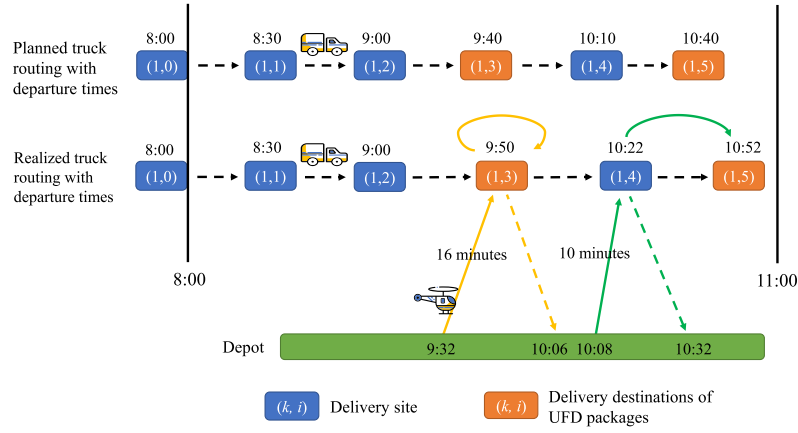 8:00 8:30 9:00 9:40 10:10 10:40
Planned truck
routing with
departure times
(1,0) (1,1) (1,2) (1,3) (1,4) (1,5)
8:00 8:30 9:00 9:50 10:22 10:52
Realized truck
routing with
departure times
(1,0) (1,1) (1,2) (1,3) (1,4) (1,5)
16 minutes 10 minutes
8:00 11:00
Depot 9:32 10:06 10:08 10:32
(k, i) Delivery site
(k, i) Delivery destinations of
UFD packages